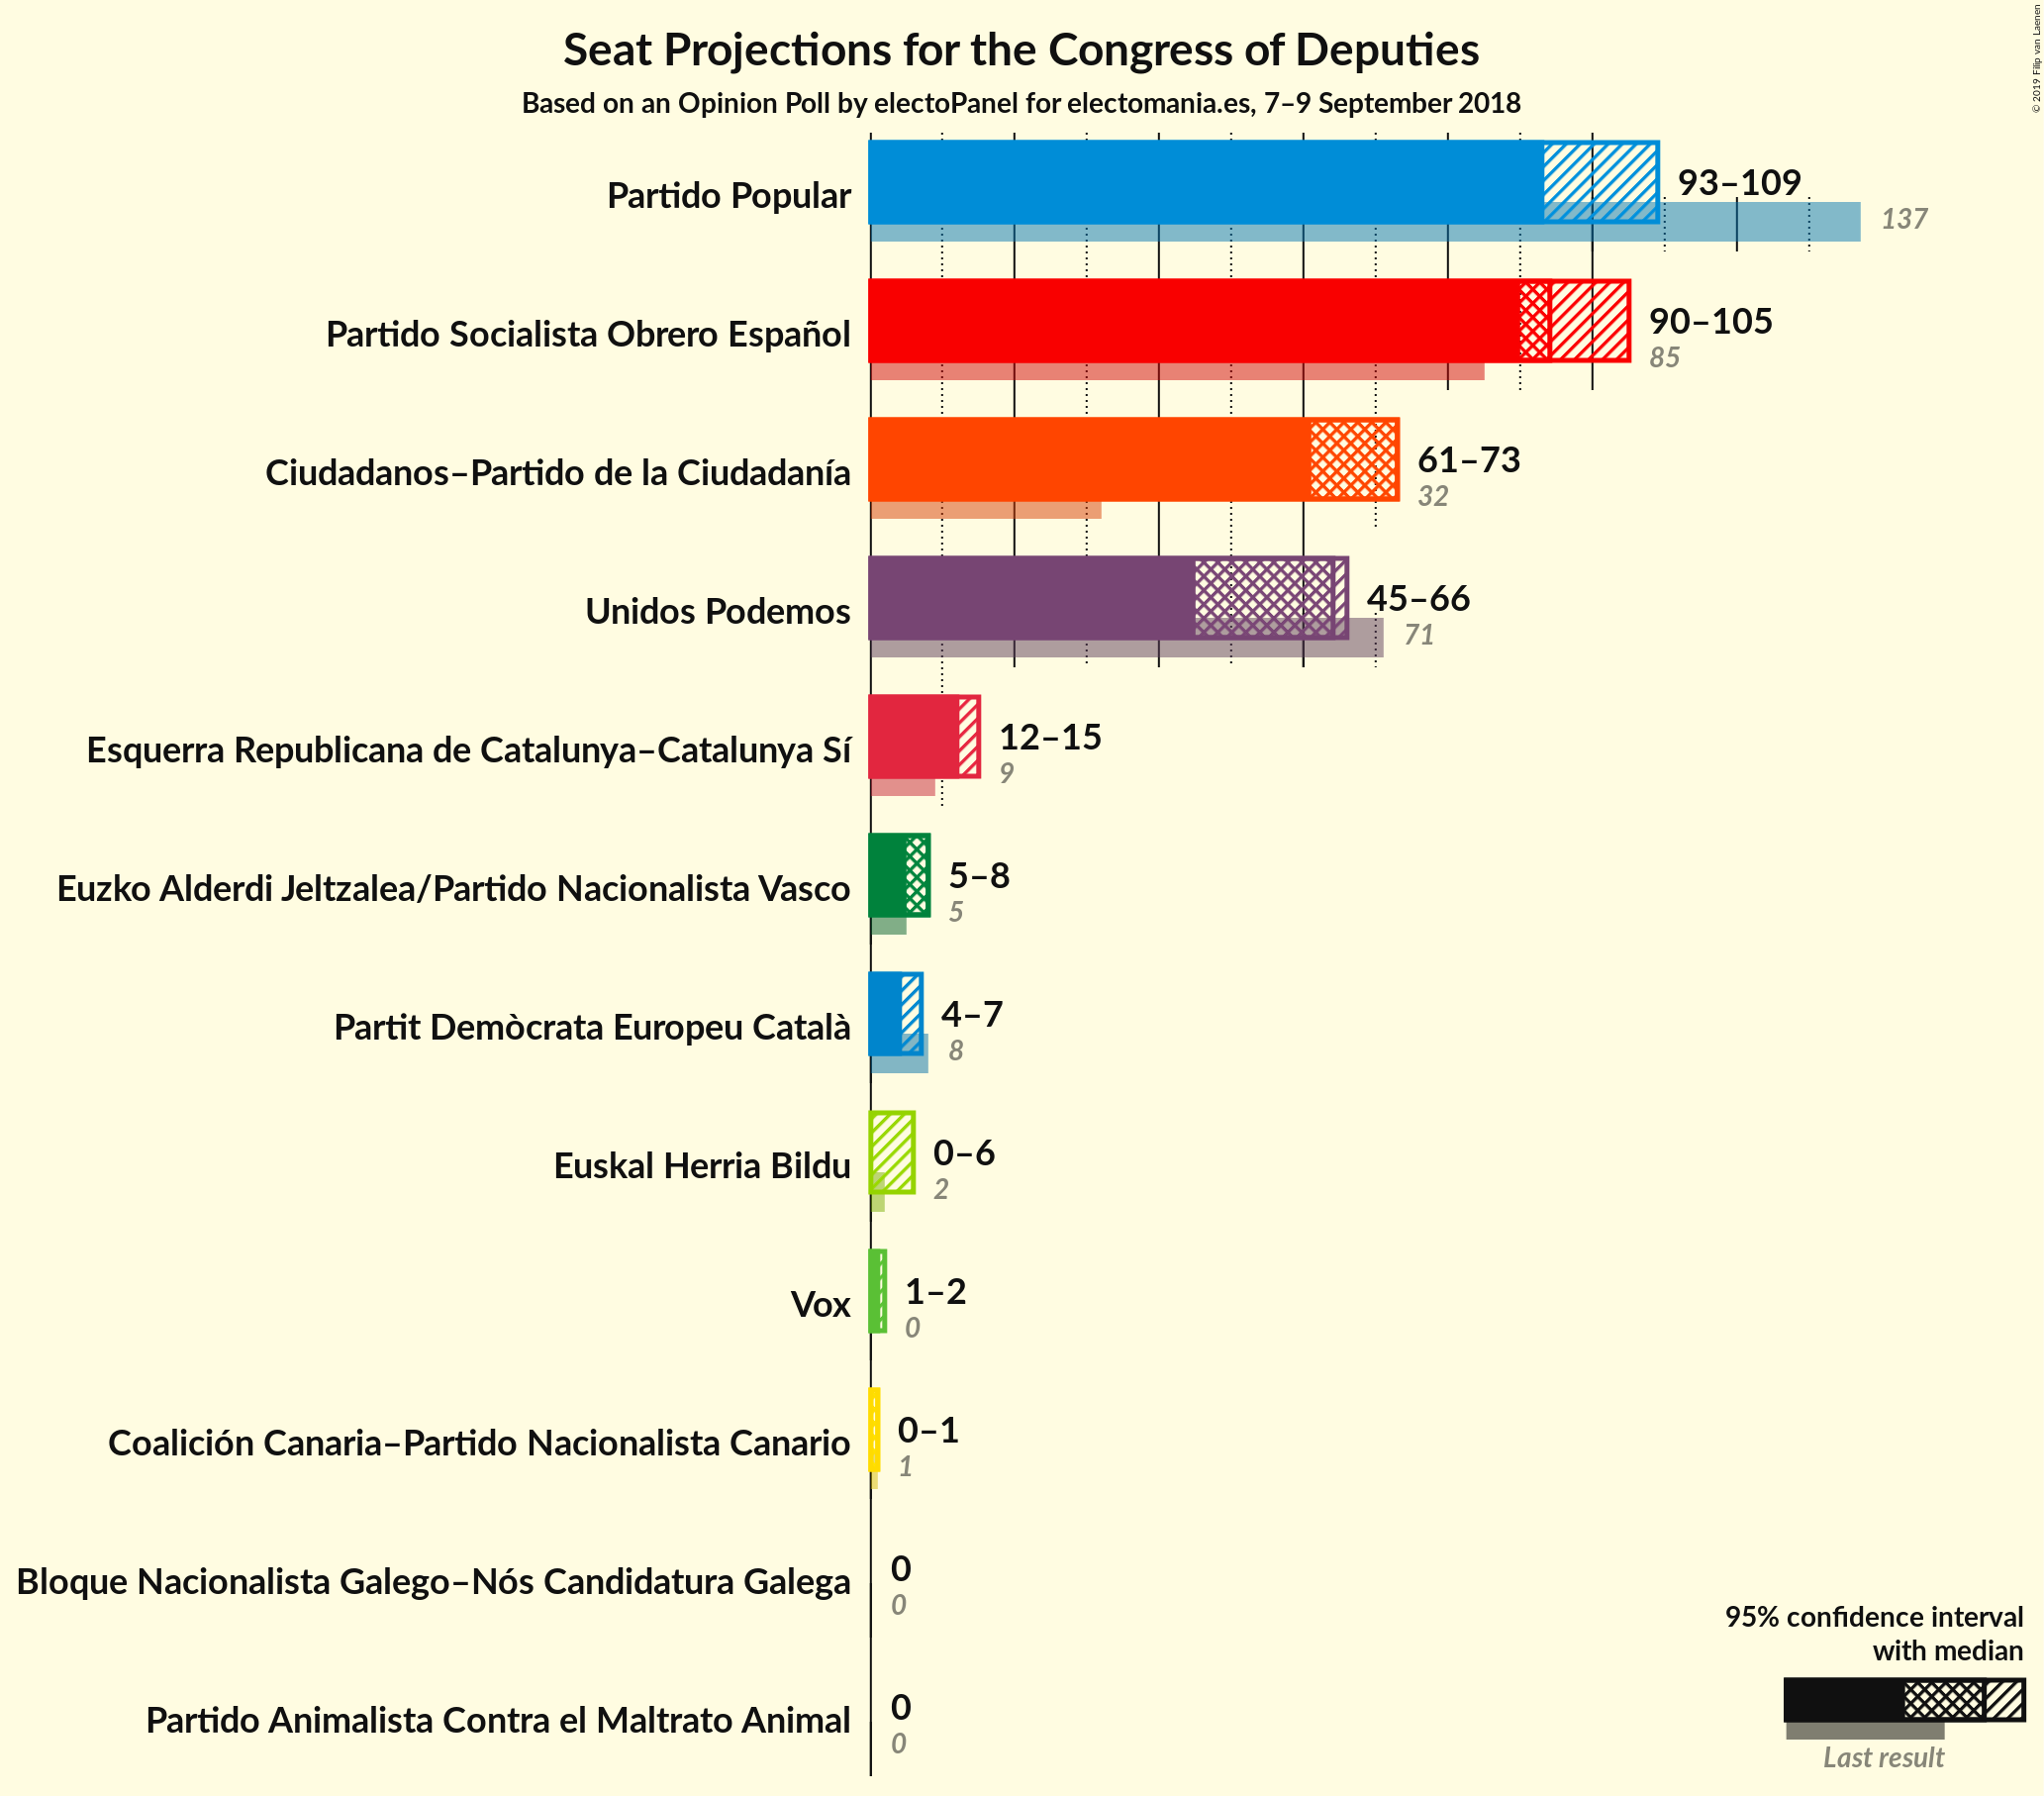 Seat Projections for the Congress of Deputies
Based on an Opinion Poll by electoPanel for electomania.es, 7–9 September 2018
© 2019 Filip van Laenen
Partido Popular
93–109
137
Partido Socialista Obrero Español
90–105
85
Ciudadanos–Partido de la Ciudadanía
61–73
32
Unidos Podemos
45–66
71
Esquerra Republicana de Catalunya–Catalunya Sí
12–15
9
Euzko Alderdi Jeltzalea/Partido Nacionalista Vasco
5–8
5
Partit Demòcrata Europeu Català
4–7
8
Euskal Herria Bildu
0–6
2
Vox
1–2
0
Coalición Canaria–Partido Nacionalista Canario
0–1
1
Bloque Nacionalista Galego–Nós Candidatura Galega
0
0
Partido Animalista Contra el Maltrato Animal
0
0
95% confidence interval
with median
Last result